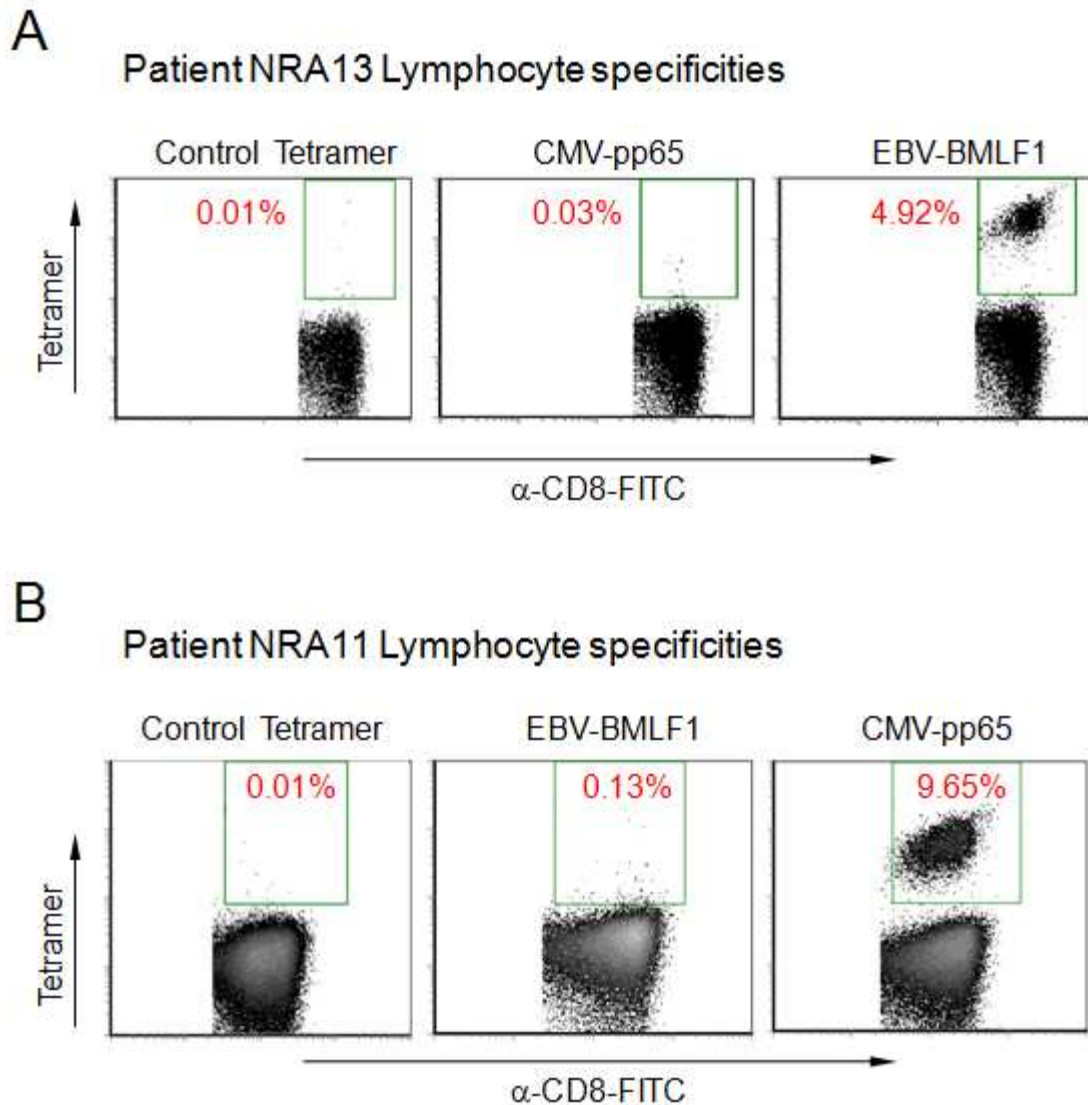 A
Patient NRA13 Lymphocyte specificities
Control Tetramer
CMV-pp65
EBV-BMLF1
0.01%
0.03%
4.92%
Tetramer
α-CD8-FITC
B
Patient NRA11 Lymphocyte specificities
Control Tetramer
EBV-BMLF1
CMV-pp65
0.01%
0.13%
9.65%
Tetramer
α-CD8-FITC